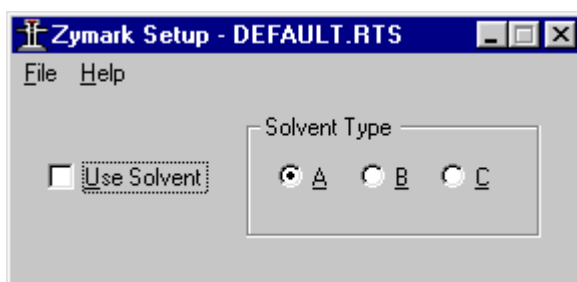 Zymark Setup - DEFAULT.RTS
File Help
Solvent Type
Use Solvent A B C